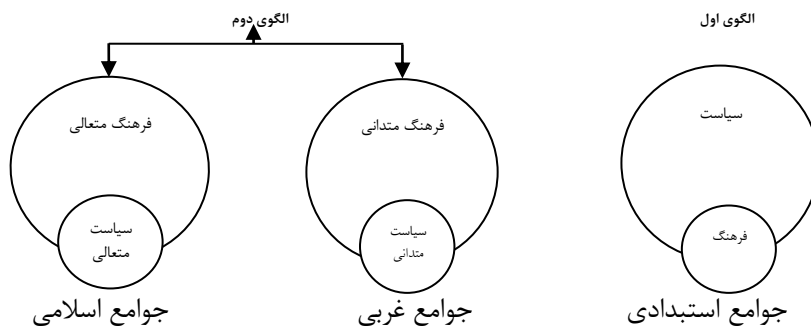 الگوی اول
الگوی دوم
سیاست
فرهنگ
جوامع استبدادی
فرهنگ متدانی
سیاست
متدانی
جوامع غربی
فرهنگ متعالی
سیاست
متعالی
جوامع اسلامی